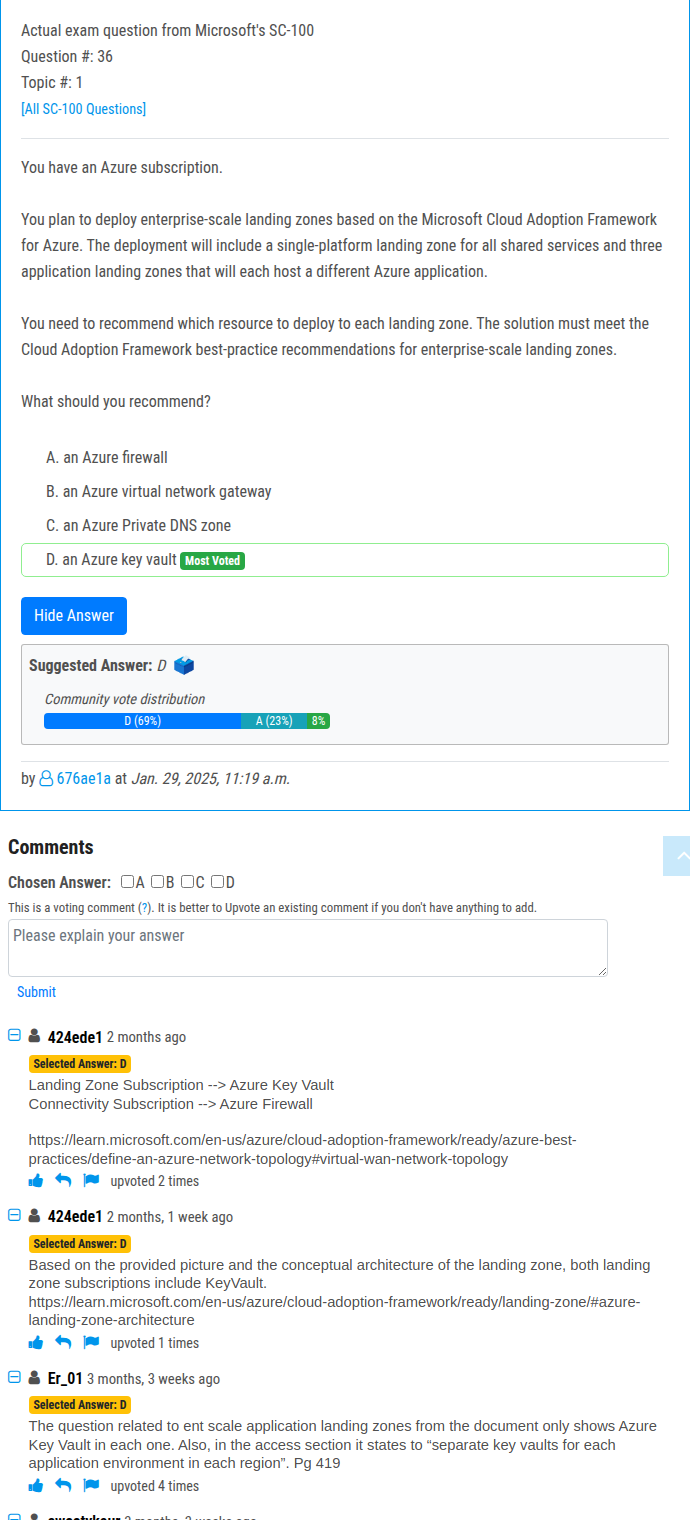 Actual exam question from Microsoft's SC-100
Question #: 36
Topic #: 1
[All SC-100 Questions]
You have an Azure subscription.
You plan to deploy enterprise-scale landing zones based on the Microsoft Cloud Adoption Framework
for Azure. The deployment will include a single-platform landing zone for all shared services and three
application landing zones that will each host a different Azure application.
You need to recommend which resource to deploy to each landing zone. The solution must meet the
Cloud Adoption Framework best-practice recommendations for enterprise-scale landing zones.
What should you recommend?
A. an Azure firewall
B. an Azure virtual network gateway
C. an Azure Private DNS zone
D. an Azure key vault Most Voted
Hide Answer
Suggested Answer: D
Community vote distribution
D (69%) A (23%) 8%
by 676ae1a at Jan. 29, 2025, 11:19 a.m.
Comments
Chosen Answer: A B C D
This is a voting comment (?). It is better to Upvote an existing comment if you don't have anything to add.
Please explain your answer
Submit
424ede1 2 months ago
Selected Answer: D
Landing Zone Subscription --> Azure Key Vault
Connectivity Subscription --> Azure Firewall
https://learn.microsoft.com/en-us/azure/cloud-adoption-framework/ready/azure-best-
practices/define-an-azure-network-topology#virtual-wan-network-topology
upvoted 2 times
424ede1 2 months, 1 week ago
Selected Answer: D
Based on the provided picture and the conceptual architecture of the landing zone, both landing
zone subscriptions include KeyVault.
https://learn.microsoft.com/en-us/azure/cloud-adoption-framework/ready/landing-zone/#azure-
landing-zone-architecture
upvoted 1 times
Er_01 3 months, 3 weeks ago
Selected Answer: D
The question related to ent scale application landing zones from the document only shows Azure
Key Vault in each one. Also, in the access section it states to “separate key vaults for each
application environment in each region”. Pg 419
upvoted 4 times